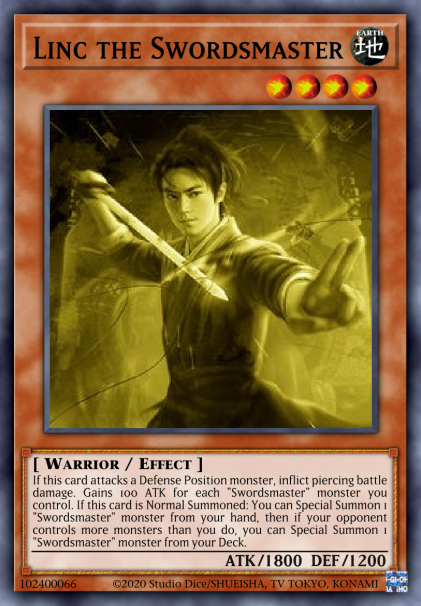 LINC THE SWORDSMASTER
EARTH
地
[ WARRIOR / EFFECT ]
If this card attacks a Defense Position monster, inflict piercing battle
damage. Gains 100 ATK for each "Swordsmaster" monster you
control. If this card is Normal Summoned: You can Special Summon 1
"Swordsmaster" monster from your hand, then if your opponent
controls more monsters than you do, you can Special Summon 1
"Swordsmaster" monster from your Deck.
ATK/1800 DEF/1200
102400066 ©2020 Studio Dice/SHUEISHA, TV TOKYO, KONAMI